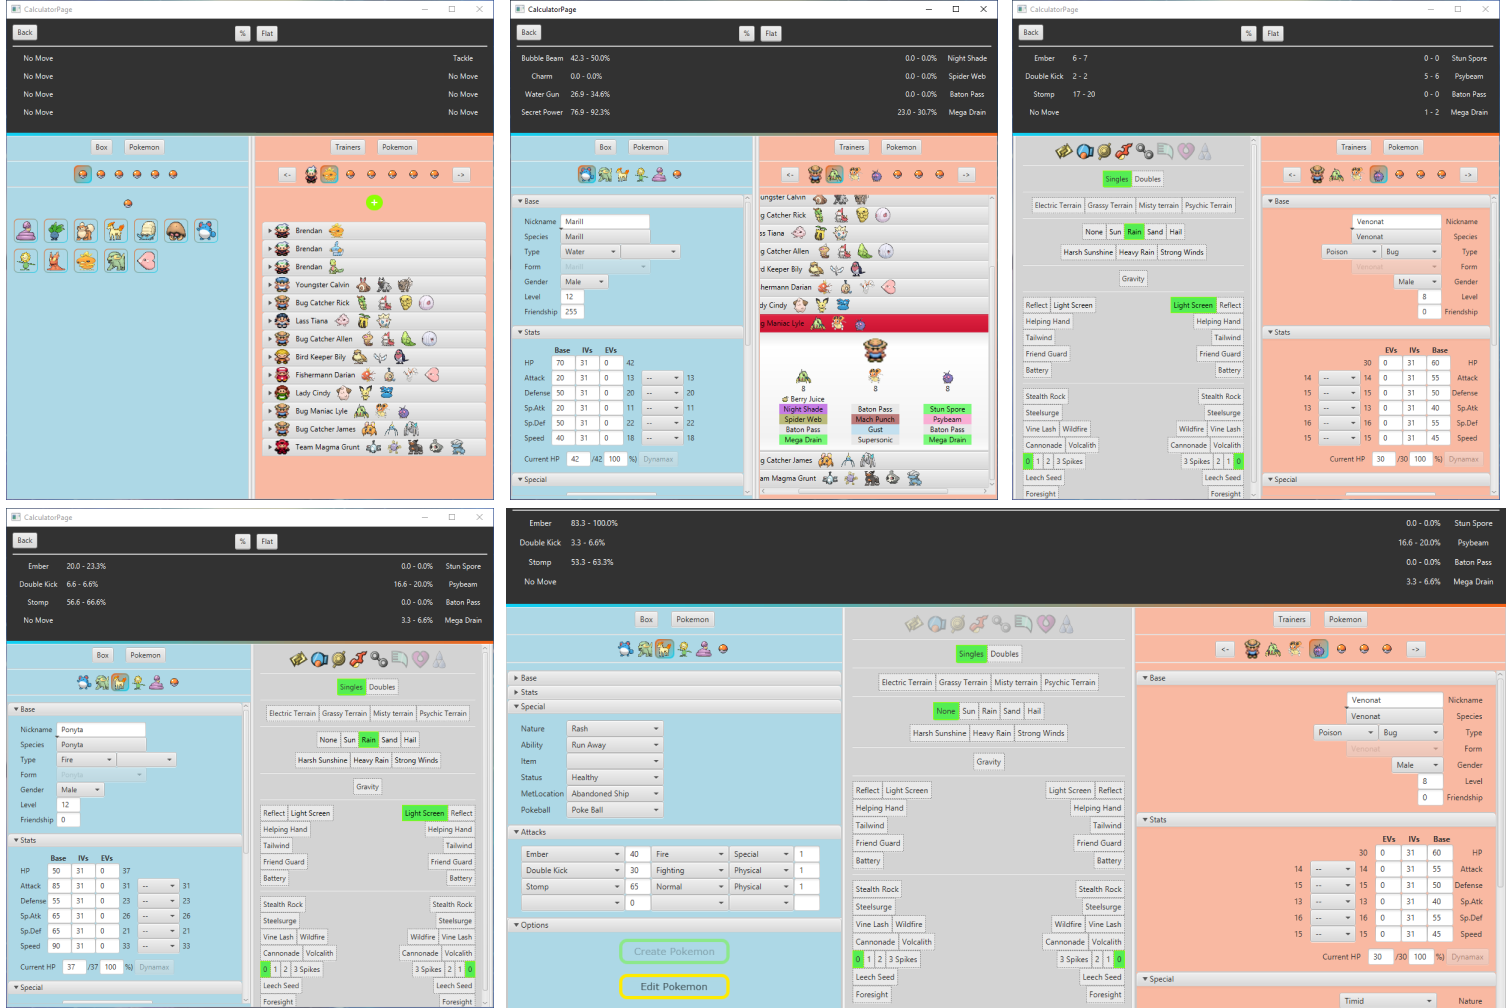 CalculatorPage
Back % Flat
No Move Tackle
No Move No Move
No Move No Move
No Move No Move
Box Pokemon Trainers Pokemon
<- ->
Brendan
Brendan
Brendan
Youngster Calvin
Bug Catcher Rick
Lass Tiana
Bug Catcher Allen
Bird Keeper Bily
Fishermann Darian
Lady Cindy
Bug Maniac Lyle
Bug Catcher James
Team Magma Grunt
CalculatorPage
Back % Flat
Bubble Beam 42.3 - 50.0% 0.0 - 0.0% Night Shade
Charm 0.0 - 0.0% 0.0 - 0.0% Spider Web
Water Gun 26.9 - 34.6% 0.0 - 0.0% Baton Pass
Secret Power 76.9 - 92.3% 23.0 - 30.7% Mega Drain
Box Pokemon Trainers Pokemon
<- ->
Base
Nickname Marill
Species Marill
Type Water
Form Marill
Gender Male
Level 12
Friendship 255
Stats
Base IVs EVs
HP 70 31 0 42
Attack 20 31 0 13 -- 13
Defense 50 31 0 20 -- 20
Sp.Atk 20 31 0 11 -- 11
Sp.Def 50 31 0 22 -- 22
Speed 40 31 0 18 -- 18
Current HP 42 /42 100 %) Dynamax
Special
oungster Calvin
g Catcher Rick
ss Tiana
g Catcher Allen
rd Keeper Bily
hermann Darian
dy Cindy
g Maniac Lyle
8 8 8
Berry Juice
Night Shade Baton Pass Stun Spore
Spider Web Mach Punch Psybeam
Baton Pass Gust Baton Pass
Mega Drain Supersonic Mega Drain
g Catcher James
eam Magma Grunt
CalculatorPage
Back % Flat
Ember 6 - 7 0 - 0 Stun Spore
Double Kick 2 - 2 5 - 6 Psybeam
Stomp 17 - 20 0 - 0 Baton Pass
No Move 1 - 2 Mega Drain
Singles Doubles
Electric Terrain Grassy Terrain Misty terrain Psychic Terrain
None Sun Rain Sand Hail
Harsh Sunshine Heavy Rain Strong Winds
Gravity
Reflect Light Screen Light Screen Reflect
Helping Hand Helping Hand
Tailwind Tailwind
Friend Guard Friend Guard
Battery Battery
Stealth Rock Stealth Rock
Steelsurge Steelsurge
Vine Lash Wildfire Wildfire Vine Lash
Cannonade Volcalith Cannonade Volcalith
0 1 2 3 Spikes 3 Spikes 2 1 0
Leech Seed Leech Seed
Foresight Foresight
Trainers Pokemon
<- ->
Base
Venonat Nickname
Venonat Species
Poison Bug Type
Venonat Form
Male Gender
8 Level
0 Friendship
Stats
EVs IVs Base
30 0 31 60 HP
14 -- 14 0 31 55 Attack
15 -- 15 0 31 50 Defense
13 -- 13 0 31 40 Sp.Atk
16 -- 16 0 31 55 Sp.Def
15 -- 15 0 31 45 Speed
Current HP 30 /30 100 %) Dynamax
Special
CalculatorPage
Back % Flat
Ember 20.0 - 23.3% 0.0 - 0.0% Stun Spore
Double Kick 6.6 - 6.6% 16.6 - 20.0% Psybeam
Stomp 56.6 - 66.6% 0.0 - 0.0% Baton Pass
No Move 3.3 - 6.6% Mega Drain
Box Pokemon
Base
Nickname Ponyta
Species Ponyta
Type Fire
Form Ponyta
Gender Male
Level 12
Friendship 0
Stats
Base IVs EVs
HP 50 31 0 37
Attack 85 31 0 31 -- 31
Defense 55 31 0 23 -- 23
Sp.Atk 65 31 0 26 -- 26
Sp.Def 65 31 0 21 -- 21
Speed 90 31 0 33 -- 33
Current HP 37 /37 100 %) Dynamax
Special
Singles Doubles
Electric Terrain Grassy Terrain Misty terrain Psychic Terrain
None Sun Rain Sand Hail
Harsh Sunshine Heavy Rain Strong Winds
Gravity
Reflect Light Screen Light Screen Reflect
Helping Hand Helping Hand
Tailwind Tailwind
Friend Guard Friend Guard
Battery Battery
Stealth Rock Stealth Rock
Steelsurge Steelsurge
Vine Lash Wildfire Wildfire Vine Lash
Cannonade Volcalith Cannonade Volcalith
0 1 2 3 Spikes 3 Spikes 2 1 0
Leech Seed Leech Seed
Foresight Foresight
Ember 83.3 - 100.0% 0.0 - 0.0% Stun Spore
Double Kick 3.3 - 6.6% 16.6 - 20.0% Psybeam
Stomp 53.3 - 63.3% 0.0 - 0.0% Baton Pass
No Move 3.3 - 6.6% Mega Drain
Box Pokemon
Base
Stats
Special
Nature Rash
Ability Run Away
Item
Status Healthy
MetLocation Abandoned Ship
Pokeball Poke Ball
Attacks
Ember 40 Fire Special 1
Double Kick 30 Fighting Physical 1
Stomp 65 Normal Physical 1
0
Options
Create Pokemon
Edit Pokemon
Singles Doubles
Electric Terrain Grassy Terrain Misty terrain Psychic Terrain
None Sun Rain Sand Hail
Harsh Sunshine Heavy Rain Strong Winds
Gravity
Reflect Light Screen Light Screen Reflect
Helping Hand Helping Hand
Tailwind Tailwind
Friend Guard Friend Guard
Battery Battery
Stealth Rock Stealth Rock
Steelsurge Steelsurge
Vine Lash Wildfire Wildfire Vine Lash
Cannonade Volcalith Cannonade Volcalith
0 1 2 3 Spikes 3 Spikes 2 1 0
Leech Seed Leech Seed
Foresight Foresight
Trainers Pokemon
<- ->
Base
Venonat Nickname
Venonat Species
Poison Bug Type
Venonat Form
Male Gender
8 Level
0 Friendship
Stats
EVs IVs Base
30 0 31 60 HP
14 -- 14 0 31 55 Attack
15 -- 15 0 31 50 Defense
13 -- 13 0 31 40 Sp.Atk
16 -- 16 0 31 55 Sp.Def
15 -- 15 0 31 45 Speed
Current HP 30 /30 100 %) Dynamax
Special
Timid Nature